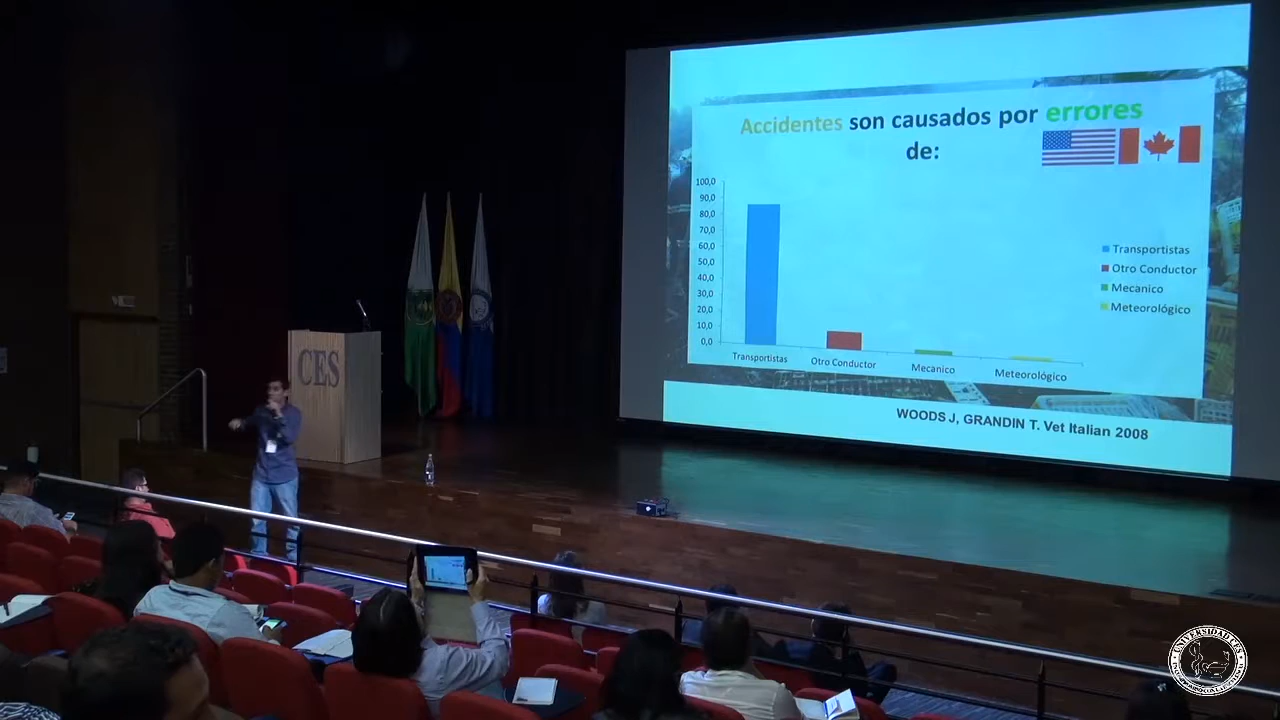 Accidentes son causados por errores
de:
100,0
90,0
80,0
70,0
60,0
50,0
40,0
30,0
20,0
10,0
0,0
Transportistas
Otro Conductor
Mecanico
Meteorológico
Transportistas
Otro Conductor
Mecanico
Meteorológico
WOODS J, GRANDIN T. Vet Italian 2008
CES
UNIVERSIDAD CES